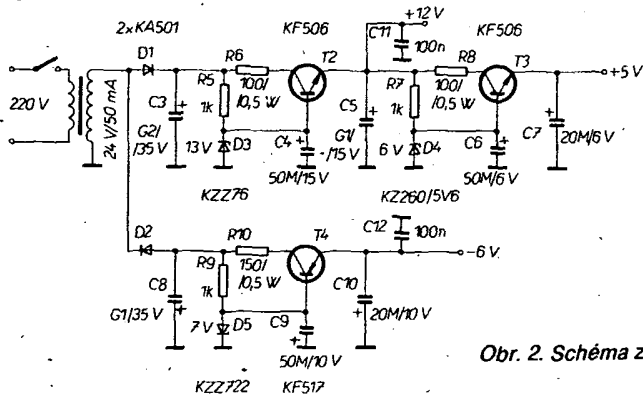 2xKA501
KF506
+12 V
KF506
D1
R6
100/
/0,5 W
T2
C11
100n
R8
100/
/0,5 W
T3
+5 V
220 V
24 V/50 mA
C3
G2/
/35 V
R5
1k
13 V
D3
C4
50M/15 V
C5
G1/
/15 V
R7
1k
6 V
D4
C6
50M/6 V
C7
20M/6 V
KZZ76
KZ260/5V6
D2
R10
150/
/0,5 W
T4
C12
100n
-6 V
C8
G1/35 V
R9
1k
7 V
D5
C9
50M/10 V
C10
20M/10 V
KZZ722
KF517
Obr. 2. Schéma z